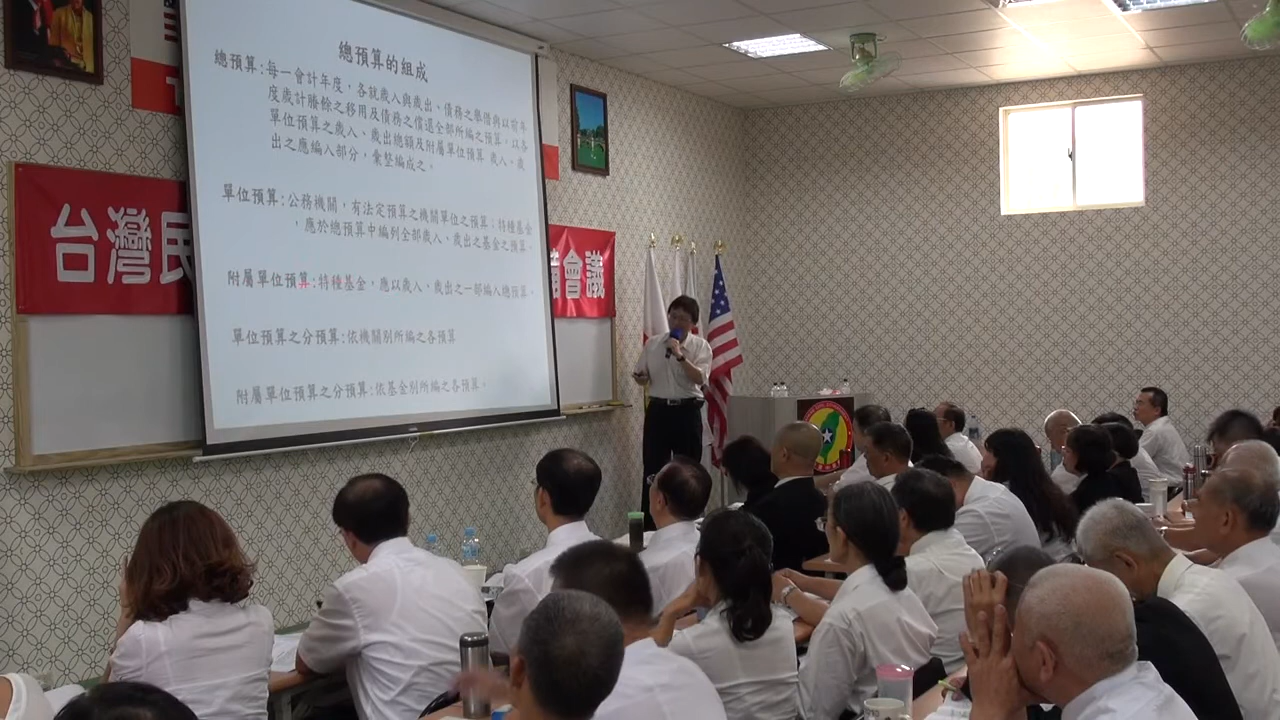 總預算的組成
總預算:每一會計年度,各就歲入與歲出、債務之舉借與以前年
度歲計賸餘之移用及債務之償還全部所編之預算,以各
單位預算之歲入、歲出總額及附屬單位預算 歲入、歲
出之應編入部分,彙整編成之。
單位預算:公務機關,有法定預算之機關單位之預算;特種基金
,應於總預算中編列全部歲入、歲出之基金之預算。
附屬單位預算:特種基金,應以歲入、歲出之一部編入總預算。
單位預算之分預算:依機關別所編之各預算
附屬單位預算之分預算:依基金別所編之各預算。
台灣民
備會議